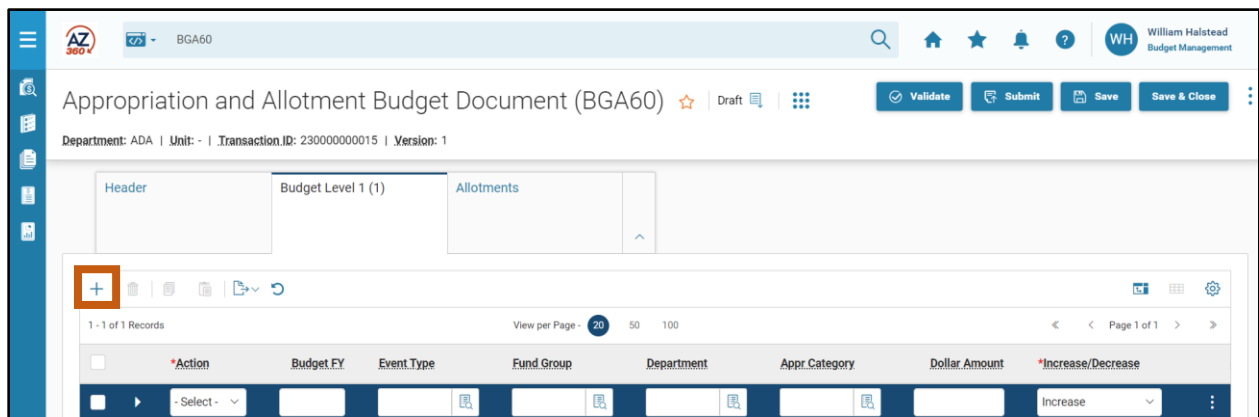 AZ
360
BGA60
?
WH
William Halstead
Budget Management
Appropriation and Allotment Budget Document (BGA60)
Draft
Validate
Submit
Save
Save & Close
Department: ADA | Unit: - | Transaction ID: 230000000015 | Version: 1
Header
Budget Level 1 (1)
Allotments
1 - 1 of 1 Records
View per Page - 20 50 100
Page 1 of 1
*Action Budget FY Event Type Fund Group Department Appr Category Dollar Amount *Increase/Decrease
- Select - Increase